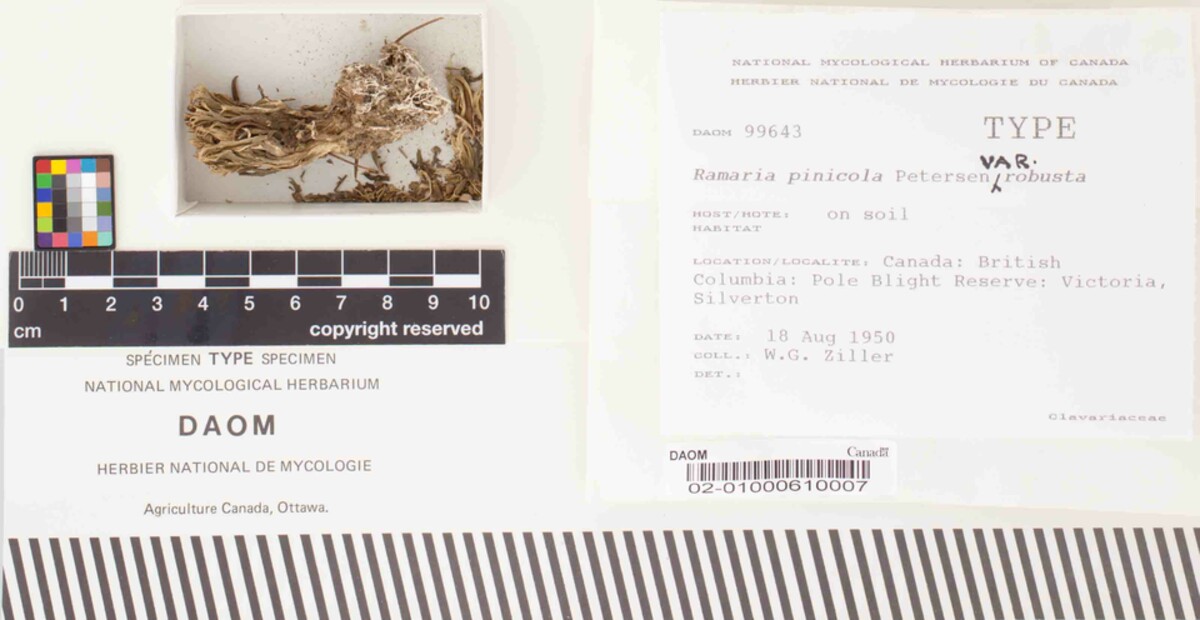 0 1 2 3 4 5 6 7 8 9 10
cm copyright reserved
SPÉCIMEN TYPE SPECIMEN
NATIONAL MYCOLOGICAL HERBARIUM
DAOM
HERBIER NATIONAL DE MYCOLOGIE
Agriculture Canada, Ottawa.
NATIONAL MYCOLOGICAL HERBARIUM OF CANADA
HERBIER NATIONAL DE MYCOLOGIE DU CANADA
DAOM 99643 TYPE
VAR.
Ramaria pinicola Petersen robusta
HOST/HOTE: on soil
HABITAT
LOCATION/LOCALITE: Canada: British
Columbia: Pole Blight Reserve: Victoria,
Silverton
DATE: 18 Aug 1950
COLL.: W.G. Ziller
DET.:
Clavariaceae
DAOM Canada
02-01000610007